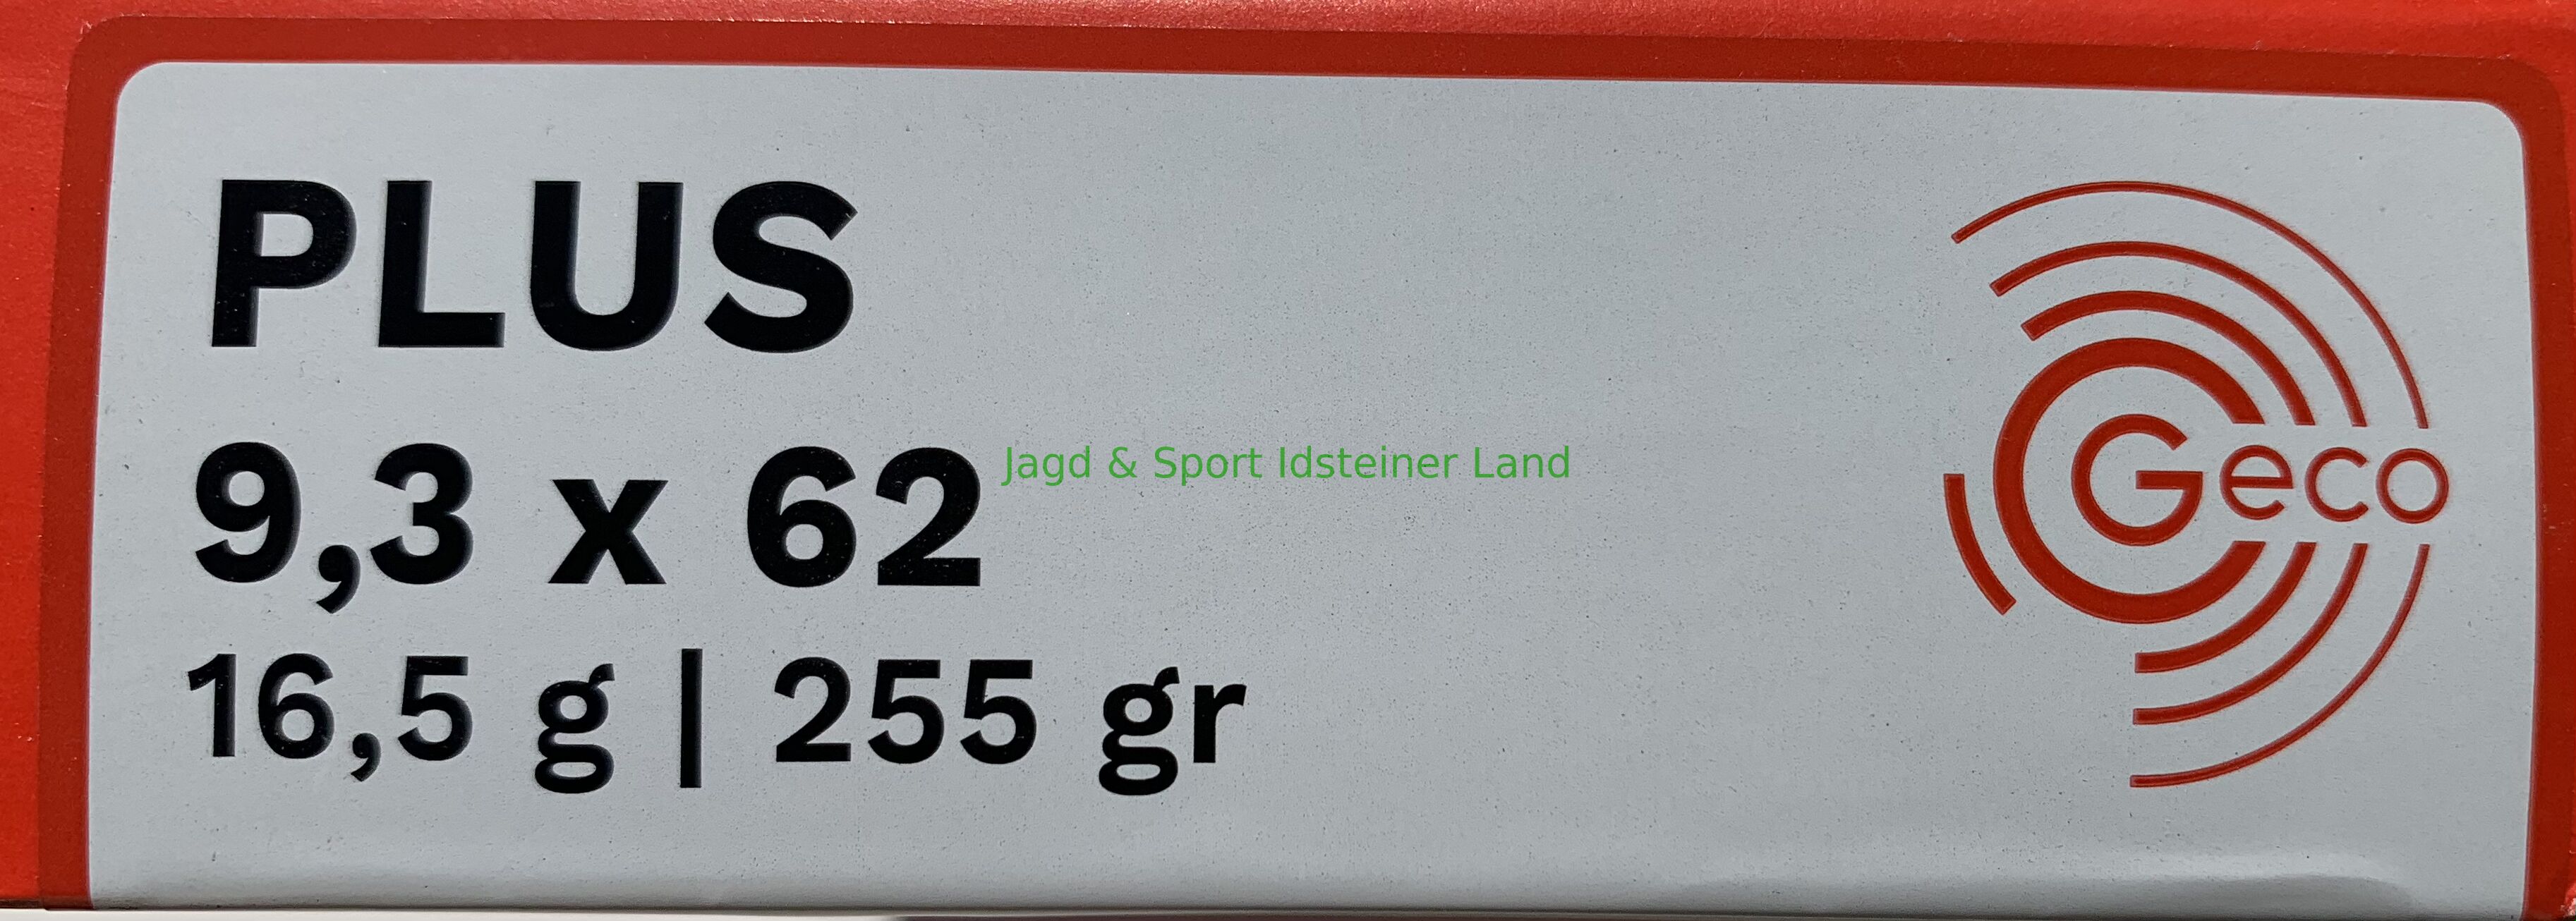 PLUS
9,3 x 62
Jagd & Sport Idsteiner Land
Geco
16,5 g | 255 gr